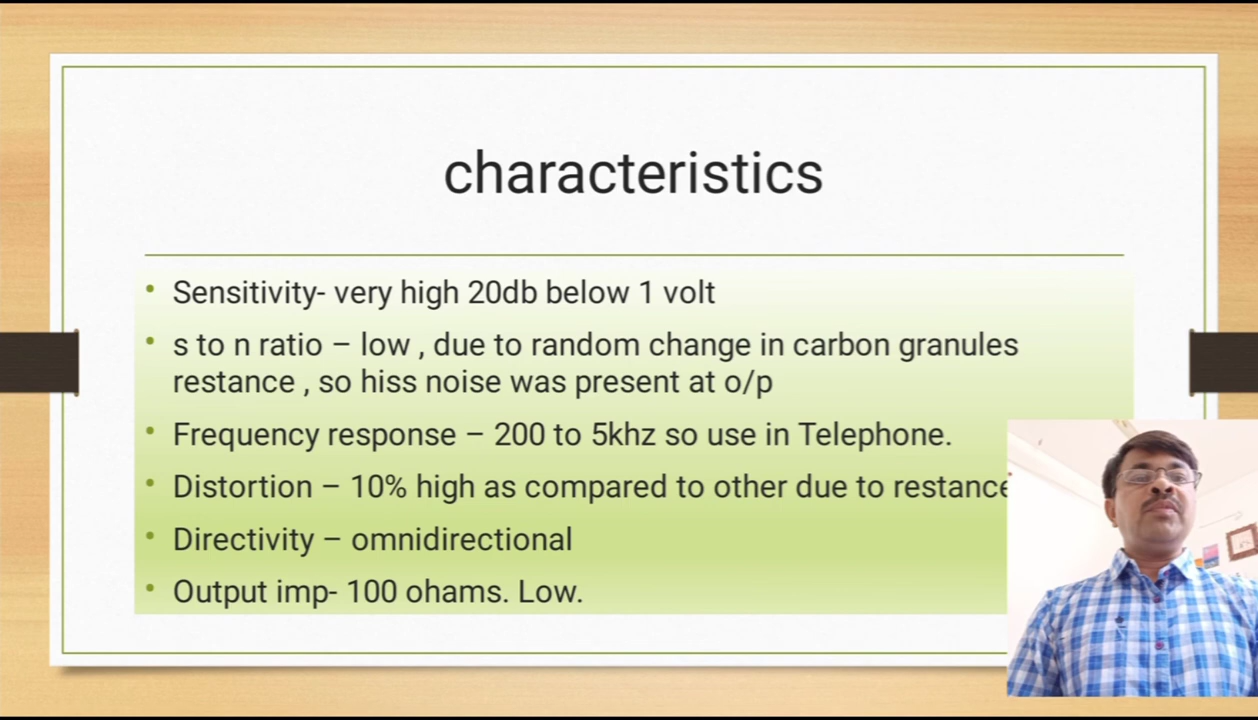 characteristics
Sensitivity- very high 20db below 1 volt
s to n ratio – low , due to random change in carbon granules
restance , so hiss noise was present at o/p
Frequency response – 200 to 5khz so use in Telephone.
Distortion – 10% high as compared to other due to restance
Directivity – omnidirectional
Output imp- 100 ohams. Low.